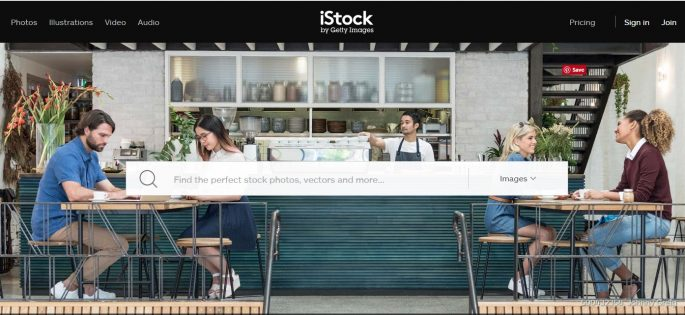 Photos Illustrations Video Audio
iStock
by Getty Images
Pricing
Sign in Join
Save
Find the perfect stock photos, vectors and more...
Images